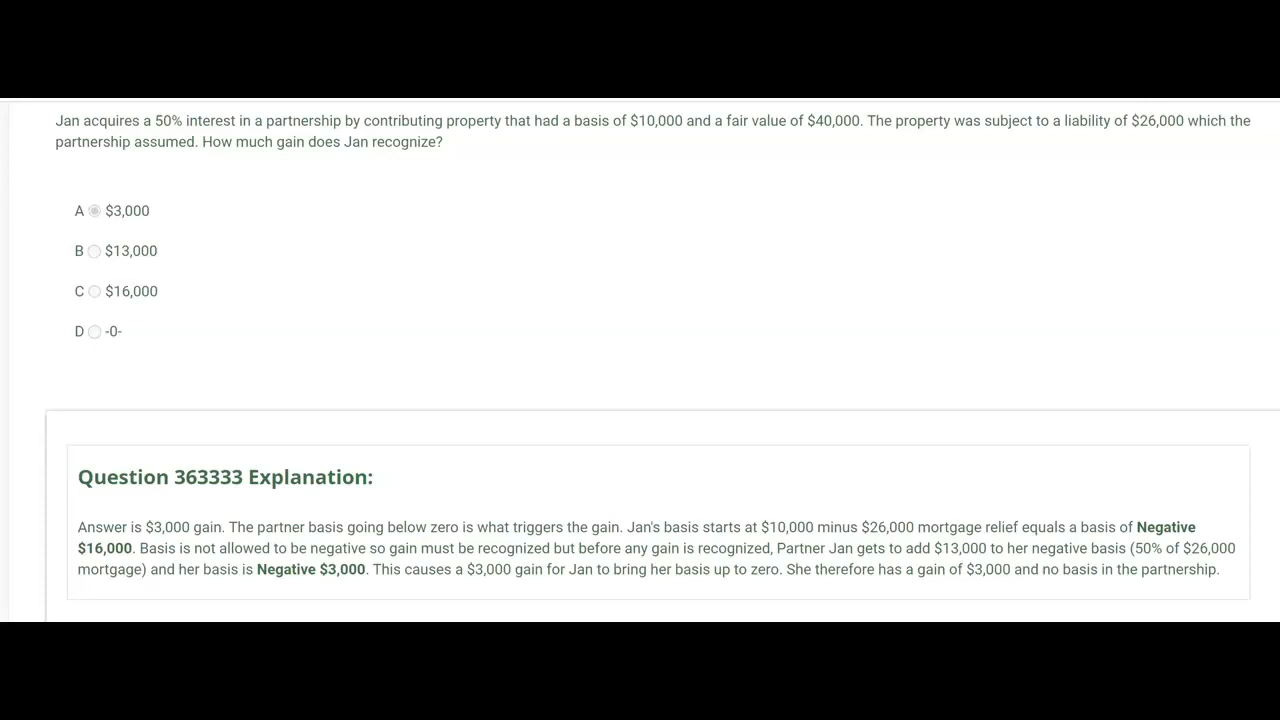 Jan acquires a 50% interest in a partnership by contributing property that had a basis of $10,000 and a fair value of $40,000. The property was subject to a liability of $26,000 which the
partnership assumed. How much gain does Jan recognize?
A $3,000
B $13,000
C $16,000
D -0-
Question 363333 Explanation:
Answer is $3,000 gain. The partner basis going below zero is what triggers the gain. Jan's basis starts at $10,000 minus $26,000 mortgage relief equals a basis of Negative
$16,000. Basis is not allowed to be negative so gain must be recognized but before any gain is recognized, Partner Jan gets to add $13,000 to her negative basis (50% of $26,000
mortgage) and her basis is Negative $3,000. This causes a $3,000 gain for Jan to bring her basis up to zero. She therefore has a gain of $3,000 and no basis in the partnership.